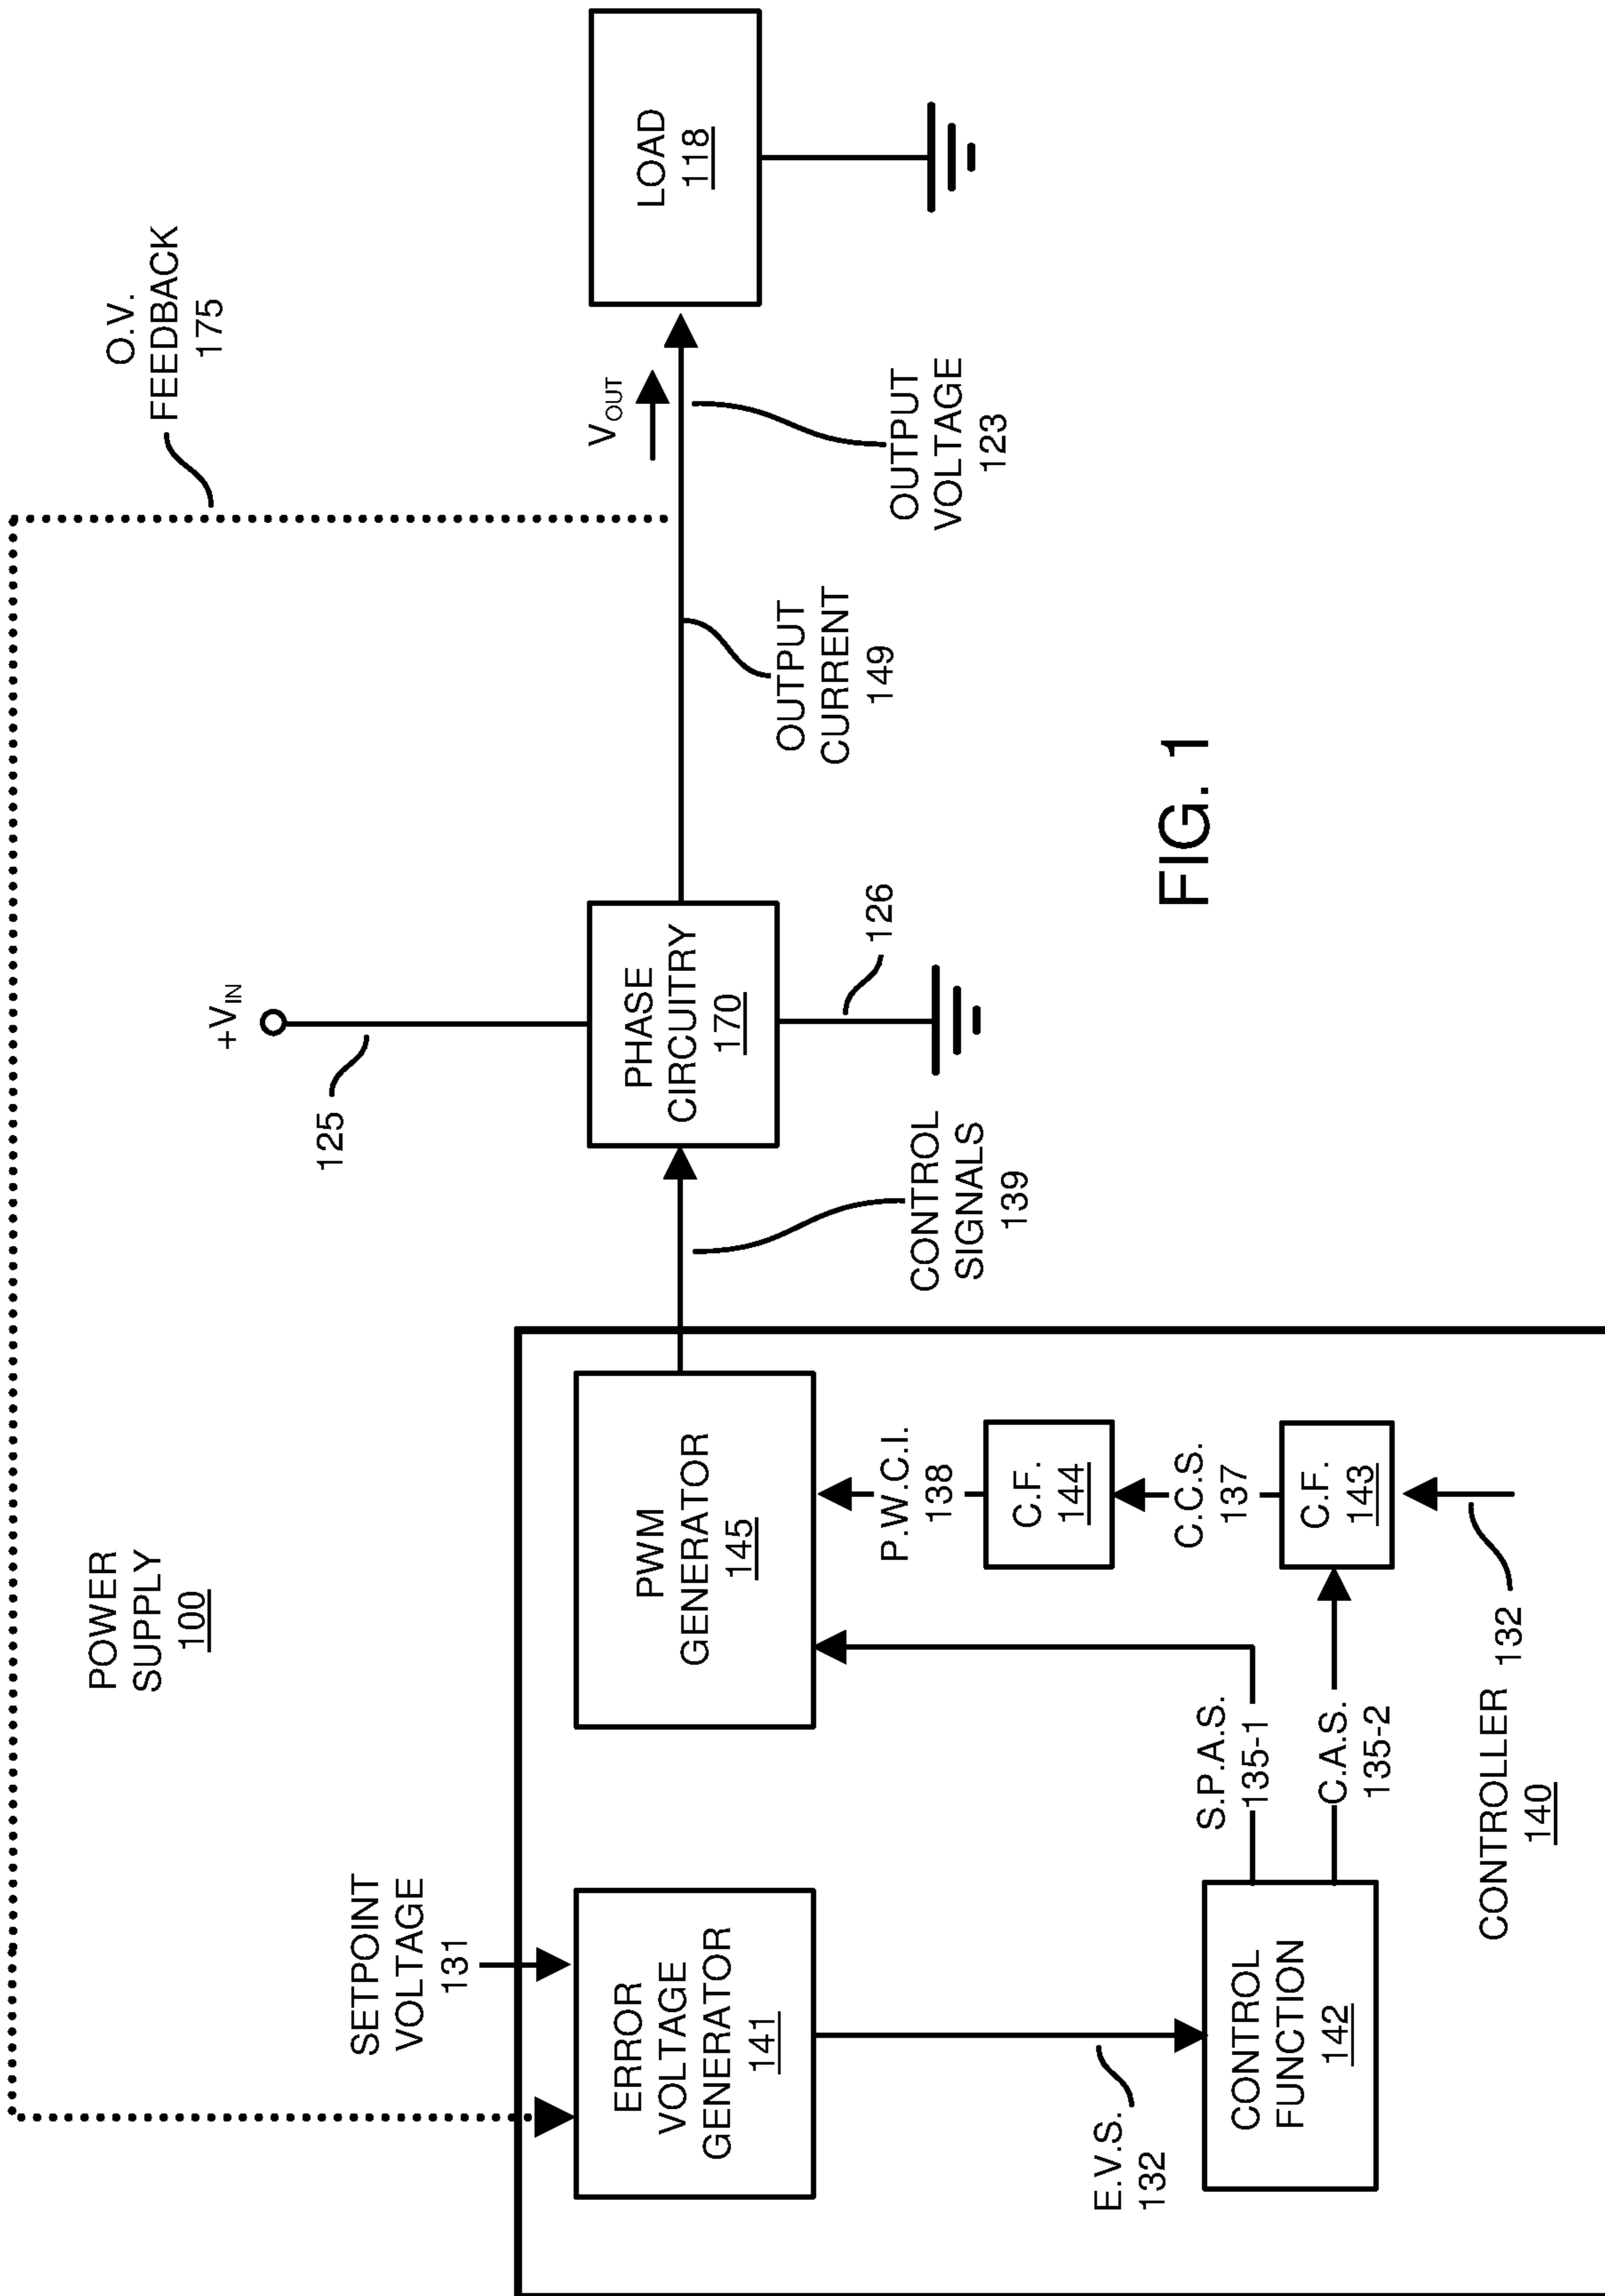 POWER
SUPPLY
100
O.V.
FEEDBACK
175
+VIN
125
SETPOINT
VOLTAGE
131
ERROR
VOLTAGE
GENERATOR
141
PWM
GENERATOR
145
PHASE
CIRCUITRY
170
VOUT
LOAD
118
CONTROL
SIGNALS
139
126
OUTPUT
CURRENT
149
OUTPUT
VOLTAGE
123
P.W.C.I.
138
C.F.
144
C.C.S.
137
C.F.
143
132
E.V.S.
132
S.P.A.S.
135-1
C.A.S.
135-2
CONTROL
FUNCTION
142
CONTROLLER
140
FIG. 1